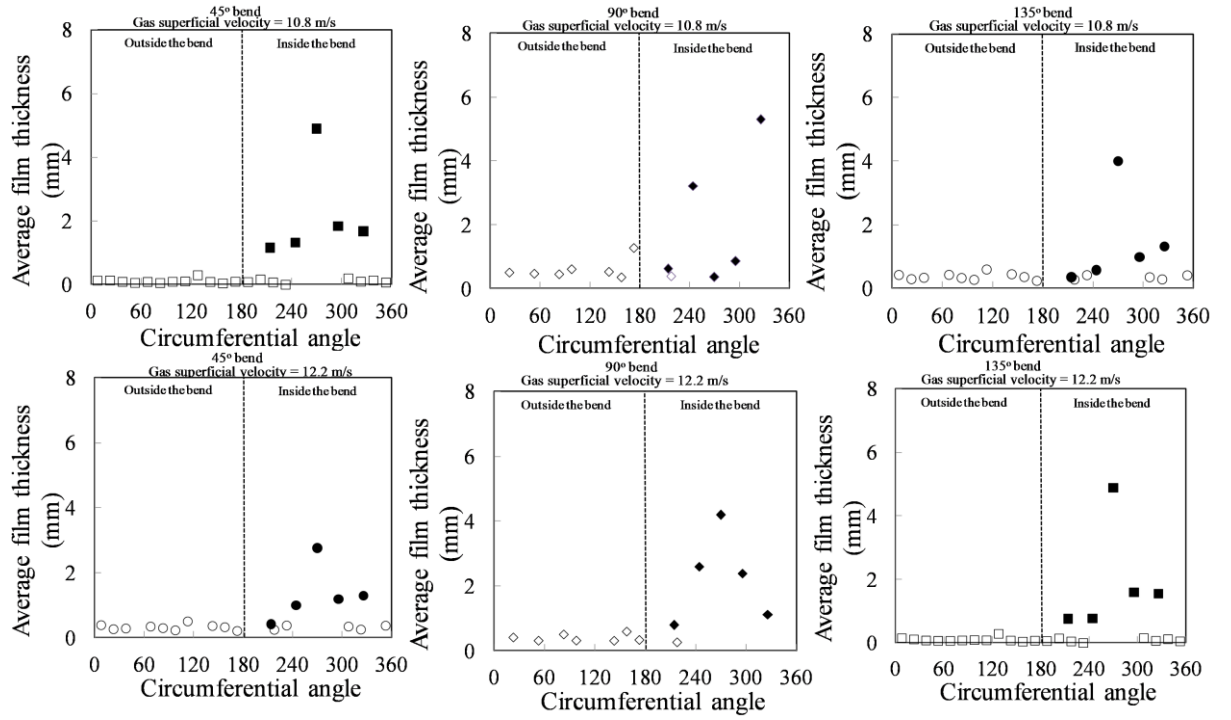 45º bend
Gas superficial velocity = 10.8 m/s
Outside the bend
Inside the bend
Average film thickness
(mm)
8
6
4
2
0
0 60 120 180 240 300 360
Circumferential angle
90º bend
Gas superficial velocity = 10.8 m/s
Outside the bend
Inside the bend
Average film thickness
(mm)
8
6
4
2
0
0 60 120 180 240 300 360
Circumferential angle
135º bend
Gas superficial velocity = 10.8 m/s
Outside the bend
Inside the bend
Average film thickness
(mm)
8
6
4
2
0
0 60 120 180 240 300 360
Circumferential angle
45º bend
Gas superficial velocity = 12.2 m/s
Outside the bend
Inside the bend
Average film thickness
(mm)
8
6
4
2
0
0 60 120 180 240 300 360
Circumferential angle
90º bend
Gas superficial velocity = 12.2 m/s
Outside the bend
Inside the bend
Average film thickness
(mm)
8
6
4
2
0
0 60 120 180 240 300 360
Circumferential angle
135º bend
Gas superficial velocity = 12.2 m/s
Outside the bend
Inside the bend
Average film thickness
(mm)
8
6
4
2
0
0 60 120 180 240 300 360
Circumferential angle